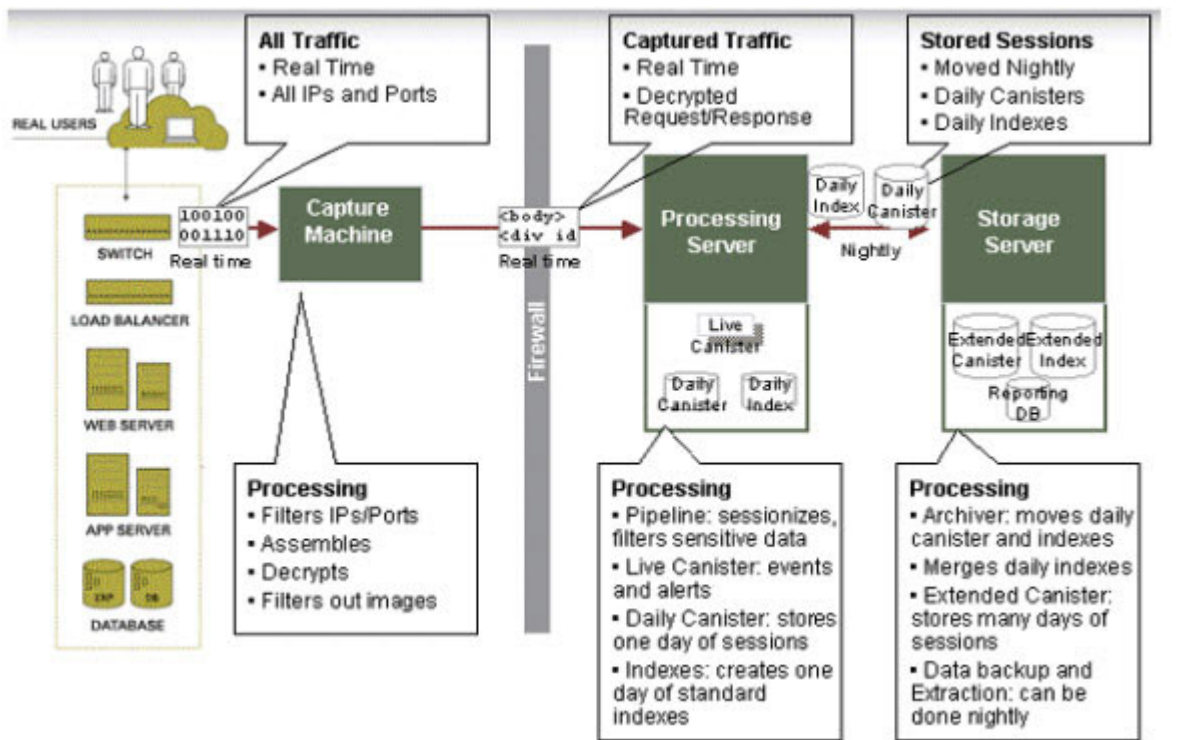 All Traffic
▪ Real Time
▪ All IPs and Ports
Captured Traffic
▪ Real Time
▪ Decrypted
Request/Response
Stored Sessions
▪ Moved Nightly
▪ Daily Canisters
▪ Daily Indexes
REAL USERS
100100
001110
Real time
Capture
Machine
<body>
<div id
Real time
Firewall
Processing
Server
Daily
Index
Daily
Canister
Nightly
Storage
Server
SWITCH
LOAD BALANCER
WEB SERVER
APP SERVER
ERP
DB
DATABASE
Live
Canister
Daily
Canister
Daily
Index
Extended
Canister
Extended
Index
Reporting
DB
Processing
▪ Filters IPs/Ports
▪ Assembles
▪ Decrypts
▪ Filters out images
Processing
▪ Pipeline: sessionizes,
filters sensitive data
▪ Live Canister: events
and alerts
▪ Daily Canister: stores
one day of sessions
▪ Indexes: creates one
day of standard
indexes
Processing
▪ Archiver: moves daily
canister and indexes
▪ Merges daily indexes
▪ Extended Canister:
stores many days of
sessions
▪ Data backup and
Extraction: can be
done nightly